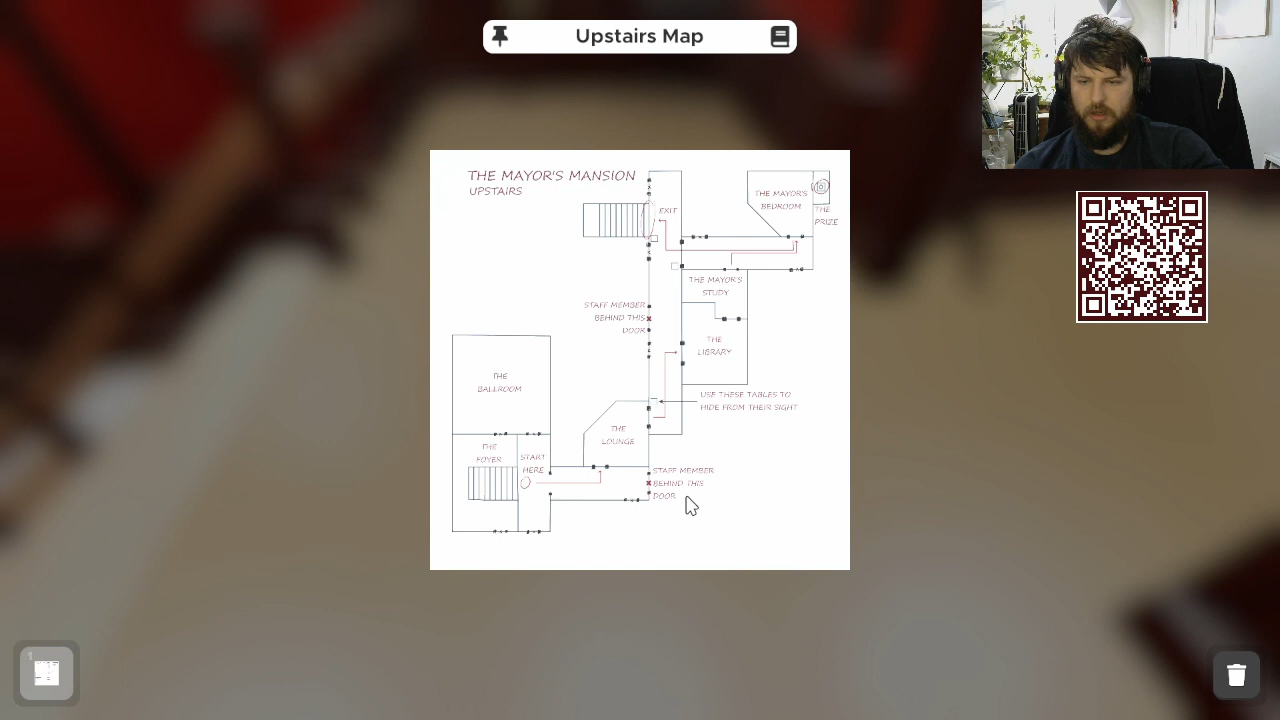 Upstairs Map
THE MAYOR'S MANSION
UPSTAIRS
EXIT
THE MAYOR'S
BEDROOM
THE
PRIZE
THE MAYOR'S
STUDY
STAFF MEMBER
BEHIND THIS
DOOR
THE
LIBRARY
THE
BALLROOM
USE THESE TABLES TO
HIDE FROM THEIR SIGHT
THE
LOUNGE
THE
FOYER
START
HERE
STAFF MEMBER
BEHIND THIS
DOOR
1